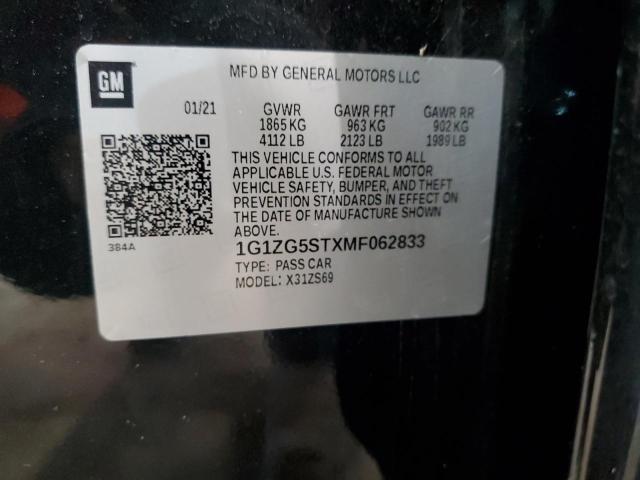 GM
MFD BY GENERAL MOTORS LLC
01/21 GVWR GAWR FRT GAWR RR
1865 KG 963 KG 902 KG
4112 LB 2123 LB 1989 LB
THIS VEHICLE CONFORMS TO ALL
APPLICABLE U.S. FEDERAL MOTOR
VEHICLE SAFETY, BUMPER, AND THEFT
PREVENTION STANDARDS IN EFFECT ON
THE DATE OF MANUFACTURE SHOWN
ABOVE.
384A
1G1ZG5STXMF062833
TYPE: PASS CAR
MODEL: X31ZS69